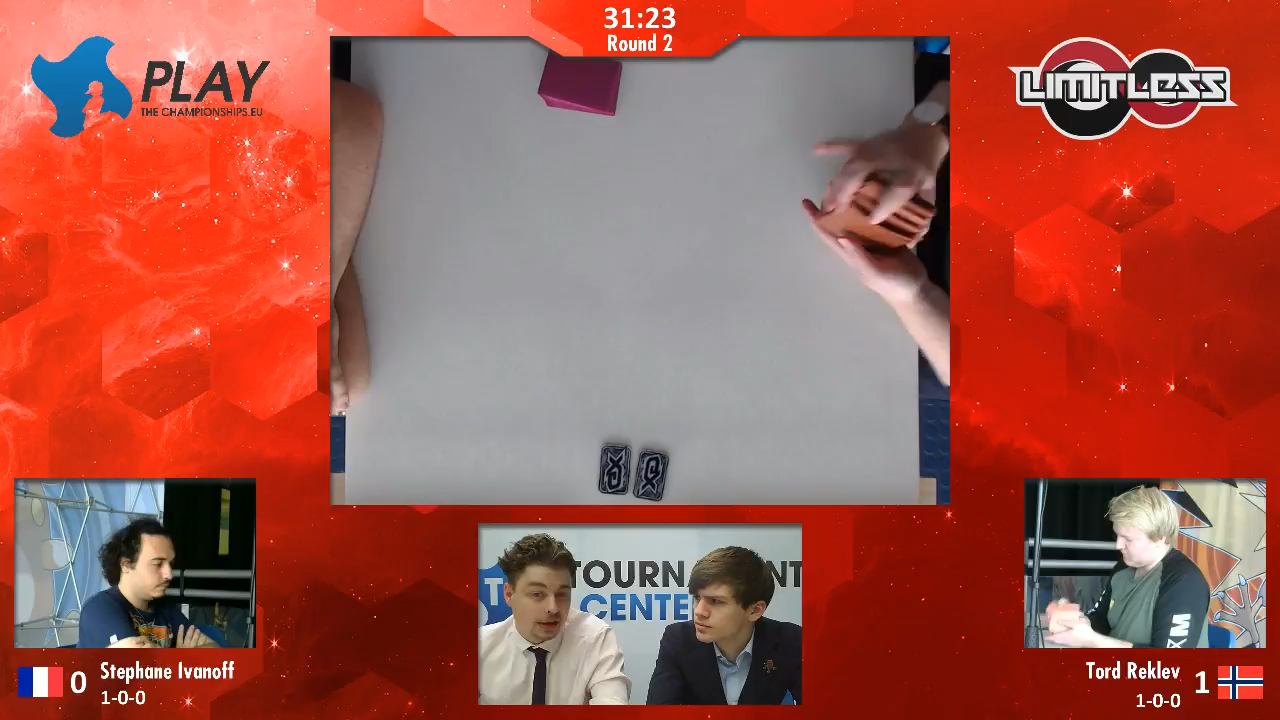 31:23
Round 2
PLAY
THE CHAMPIONSHIPS.EU
LIMITLESS
TOURN
CENTE
XM
0
Stephane Ivanoff
1-0-0
Tord Reklev
1
1-0-0